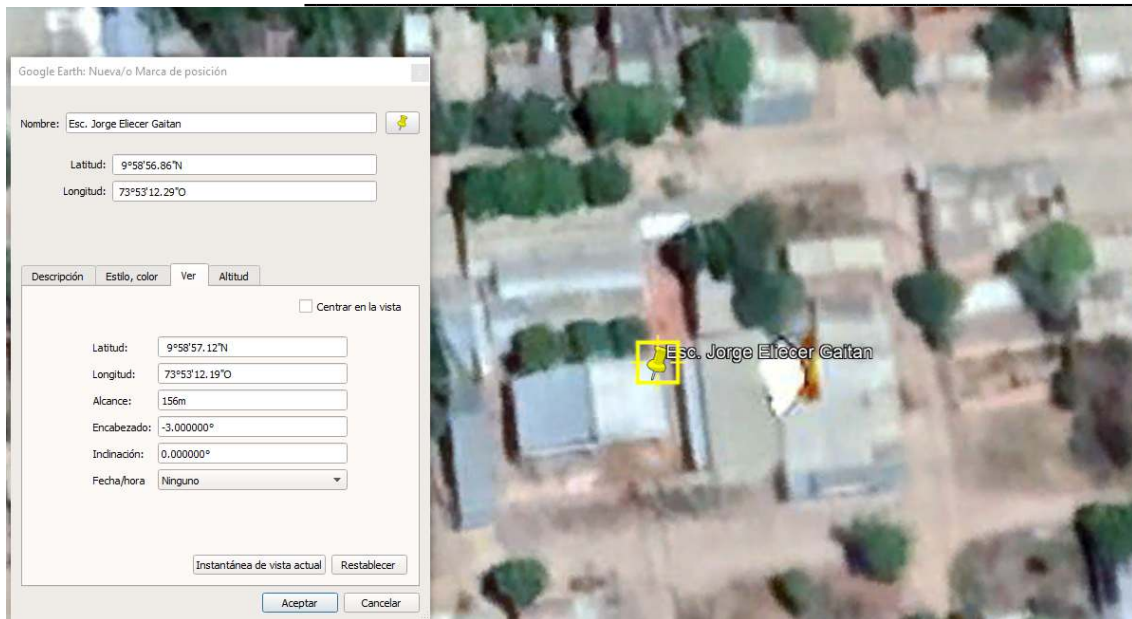 Google Earth: Nueva/o Marca de posición
Nombre: Esc. Jorge Eliecer Gaitan
Latitud: 9°58'56.86"N
Longitud: 73°53'12.29"O
Descripción Estilo, color Ver Altitud
Centrar en la vista
Latitud: 9°58'57.12"N
Longitud: 73°53'12.19"O
Alcance: 156m
Encabezado: -3.000000°
Inclinación: 0.000000°
Fecha/hora Ninguno
Instantánea de vista actual Restablecer
Aceptar Cancelar
Esc. Jorge Eliecer Gaitan